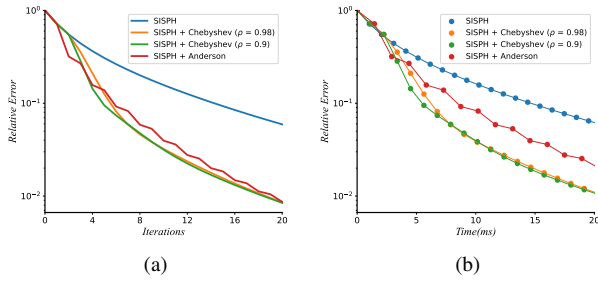 10⁰
10⁻¹
10⁻²
Relative Error
0 4 8 12 16 20
Iterations
SISPH
SISPH + Chebyshev (ρ = 0.98)
SISPH + Chebyshev (ρ = 0.9)
SISPH + Anderson
(a)
10⁰
10⁻¹
10⁻²
Relative Error
0 5 10 15 20
Time(ms)
SISPH
SISPH + Chebyshev (ρ = 0.98)
SISPH + Chebyshev (ρ = 0.9)
SISPH + Anderson
(b)